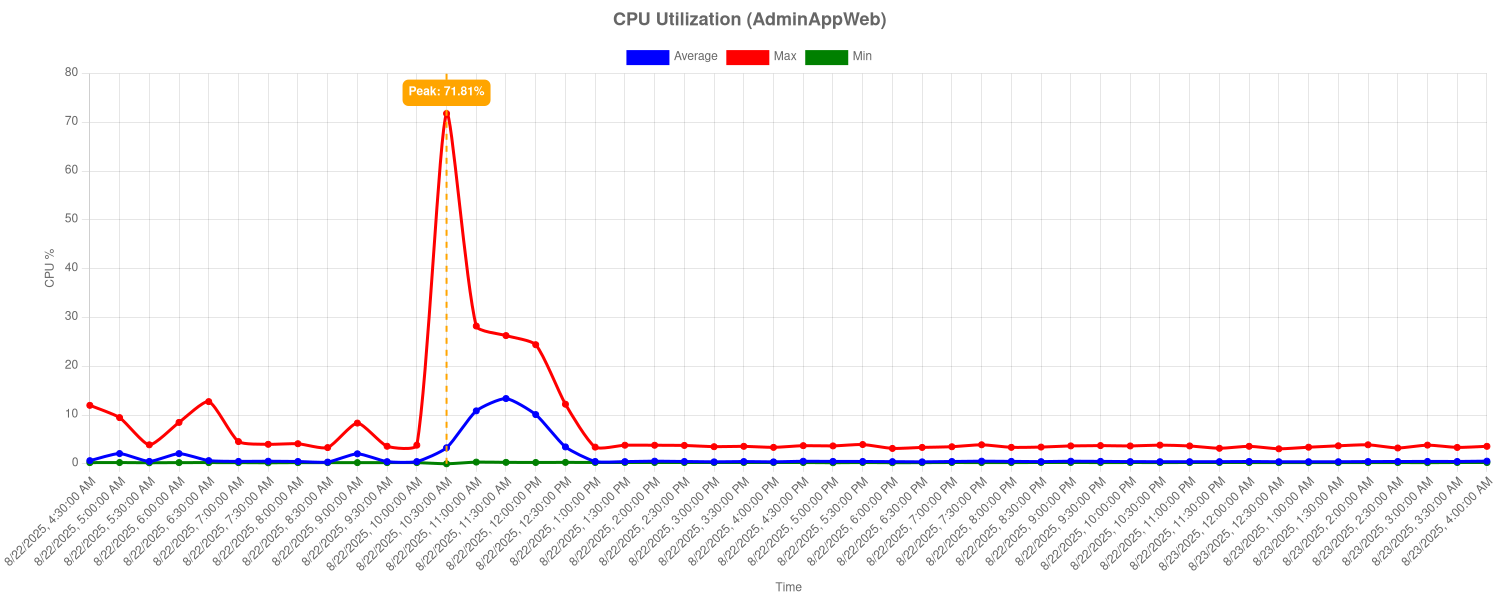 CPU Utilization (AdminAppWeb)
Average Max Min
80
Peak: 71.81%
70
60
50
40
30
20
10
0
CPU %
8/22/2025, 4:30:00 AM
8/22/2025, 5:00:00 AM
8/22/2025, 5:30:00 AM
8/22/2025, 6:00:00 AM
8/22/2025, 6:30:00 AM
8/22/2025, 7:00:00 AM
8/22/2025, 7:30:00 AM
8/22/2025, 8:00:00 AM
8/22/2025, 8:30:00 AM
8/22/2025, 9:00:00 AM
8/22/2025, 9:30:00 AM
8/22/2025, 10:00:00 AM
8/22/2025, 10:30:00 AM
8/22/2025, 11:00:00 AM
8/22/2025, 11:30:00 AM
8/22/2025, 12:00:00 PM
8/22/2025, 12:30:00 PM
8/22/2025, 1:00:00 PM
8/22/2025, 1:30:00 PM
8/22/2025, 2:00:00 PM
8/22/2025, 2:30:00 PM
8/22/2025, 3:00:00 PM
8/22/2025, 3:30:00 PM
8/22/2025, 4:00:00 PM
8/22/2025, 4:30:00 PM
8/22/2025, 5:00:00 PM
8/22/2025, 5:30:00 PM
8/22/2025, 6:00:00 PM
8/22/2025, 6:30:00 PM
8/22/2025, 7:00:00 PM
8/22/2025, 7:30:00 PM
8/22/2025, 8:00:00 PM
8/22/2025, 8:30:00 PM
8/22/2025, 9:00:00 PM
8/22/2025, 9:30:00 PM
8/22/2025, 10:00:00 PM
8/22/2025, 10:30:00 PM
8/22/2025, 11:00:00 PM
8/22/2025, 11:30:00 PM
8/23/2025, 12:00:00 AM
8/23/2025, 12:30:00 AM
8/23/2025, 1:00:00 AM
8/23/2025, 1:30:00 AM
8/23/2025, 2:00:00 AM
8/23/2025, 2:30:00 AM
8/23/2025, 3:00:00 AM
8/23/2025, 3:30:00 AM
8/23/2025, 4:00:00 AM
Time